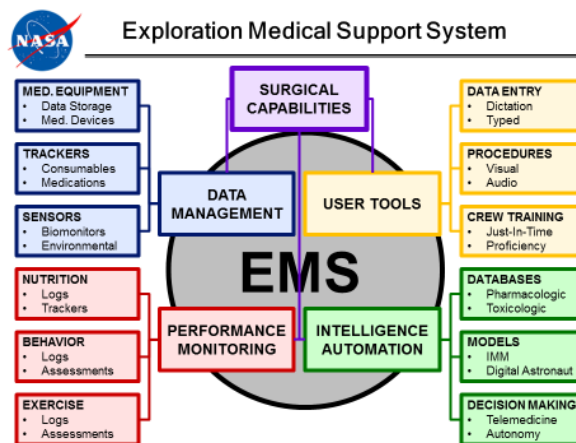 NASA
Exploration Medical Support System
SURGICAL
CAPABILITIES
MED. EQUIPMENT
• Data Storage
• Med. Devices
TRACKERS
• Consumables
• Medications
SENSORS
• Biomonitors
• Environmental
DATA
MANAGEMENT
USER TOOLS
DATA ENTRY
• Dictation
• Typed
PROCEDURES
• Visual
• Audio
CREW TRAINING
• Just-In-Time
• Proficiency
EMS
NUTRITION
• Logs
• Trackers
BEHAVIOR
• Logs
• Assessments
EXERCISE
• Logs
• Assessments
PERFORMANCE
MONITORING
INTELLIGENCE
AUTOMATION
DATABASES
• Pharmacologic
• Toxicologic
MODELS
• IMM
• Digital Astronaut
DECISION MAKING
• Telemedicine
• Autonomy